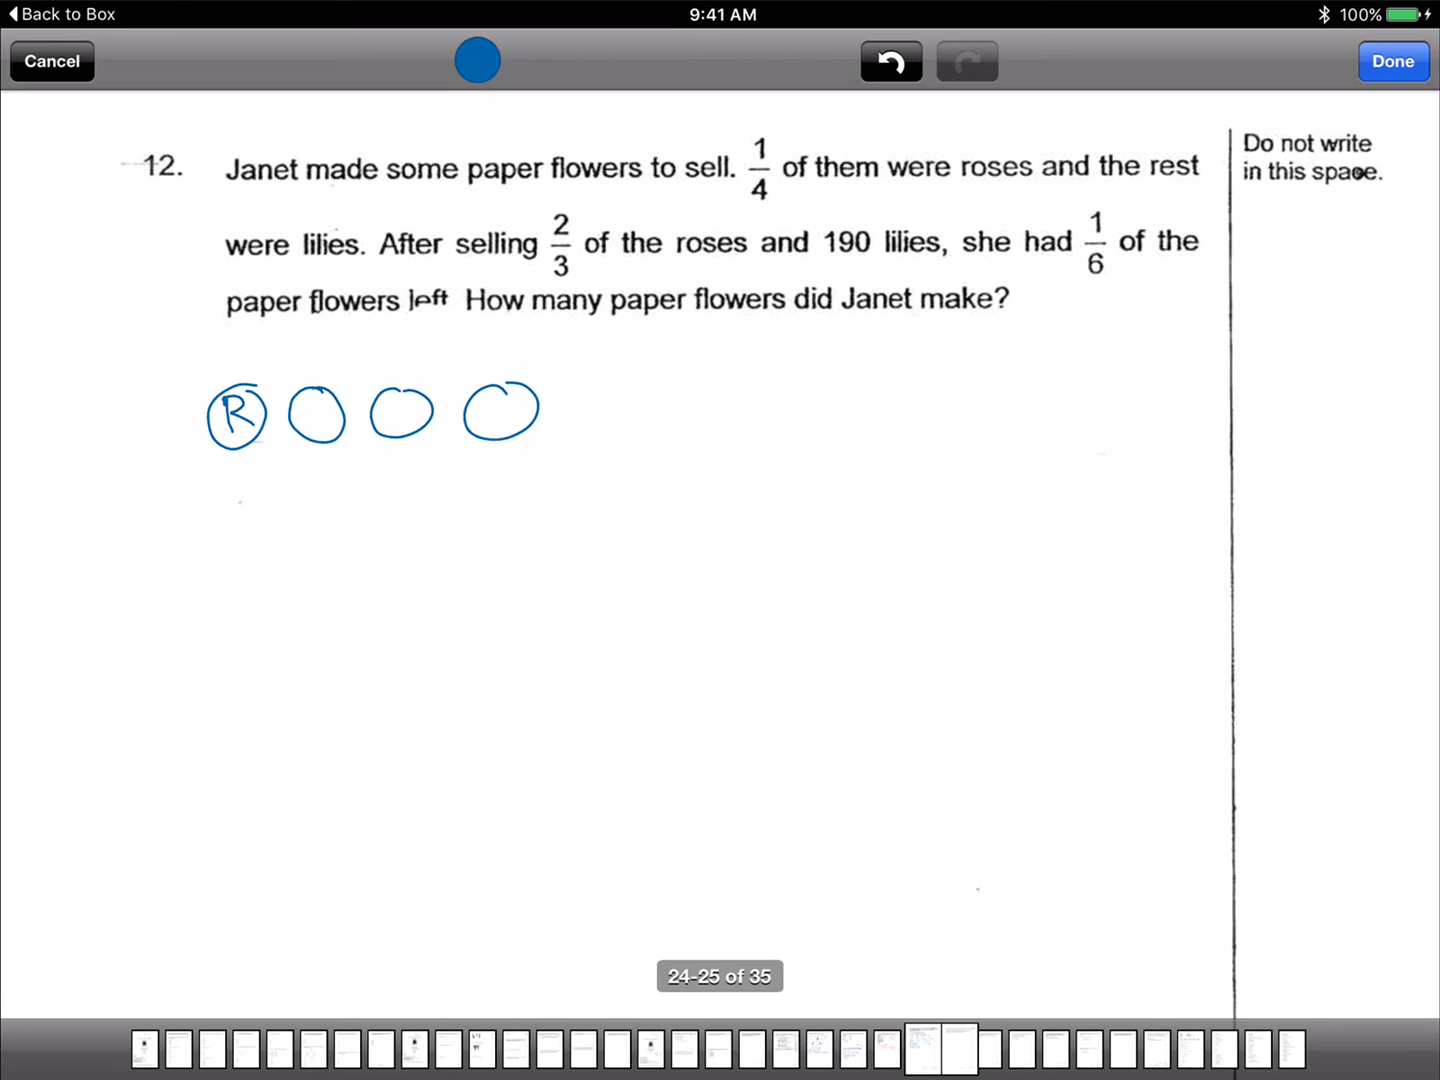 Back to Box 9:41 AM 100%
Cancel Done
12. Janet made some paper flowers to sell. 1/4 of them were roses and the rest
were lilies. After selling 2/3 of the roses and 190 lilies, she had 1/6 of the
paper flowers left How many paper flowers did Janet make?
Do not write
in this space.
R
24-25 of 35